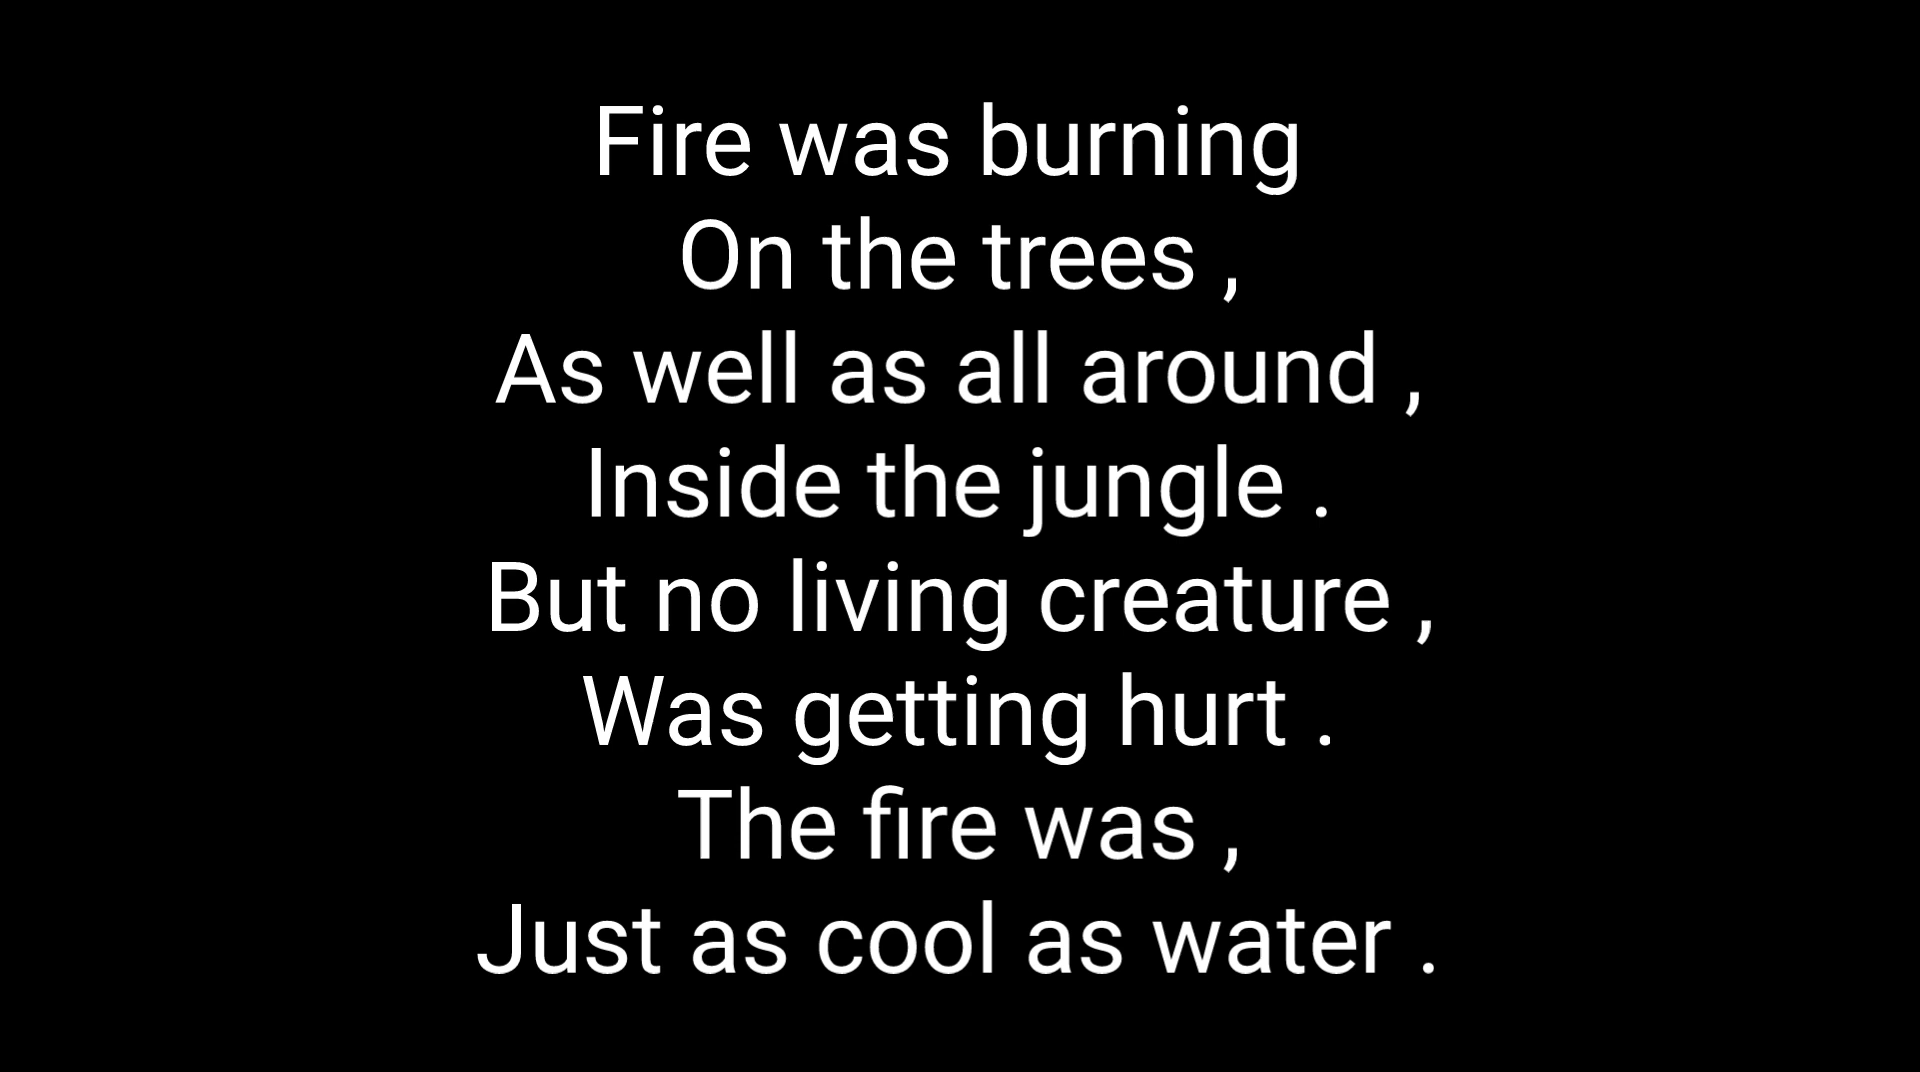 Fire was burning
On the trees ,
As well as all around ,
Inside the jungle .
But no living creature ,
Was getting hurt .
The fire was ,
Just as cool as water .